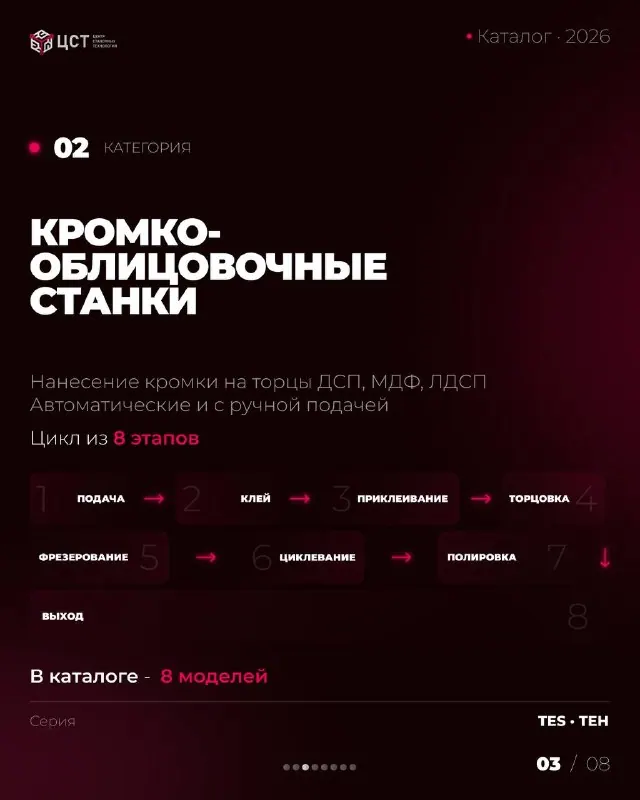 ЦСТ
Каталог · 2026
02 КАТЕГОРИЯ
КРОМКО-
ОБЛИЦОВОЧНЫЕ
СТАНКИ
Нанесение кромки на торцы ДСП, МДФ, ЛДСП
Автоматические и с ручной подачей
Цикл из 8 этапов
1 ПОДАЧА → 2 КЛЕЙ → 3 ПРИКЛЕИВАНИЕ → ТОРЦОВКА 4
ФРЕЗЕРОВАНИЕ 5 → 6 ЦИКЛЕВАНИЕ → ПОЛИРОВКА 7 ↓
ВЫХОД 8
В каталоге - 8 моделей
Серия TES • TEH
03 / 08